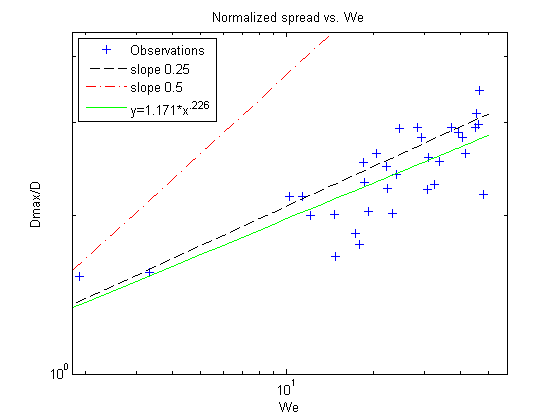 Normalized spread vs. We
Observations
slope 0.25
slope 0.5
y=1.171*x^.226
Dmax/D
10^0
10^1
We